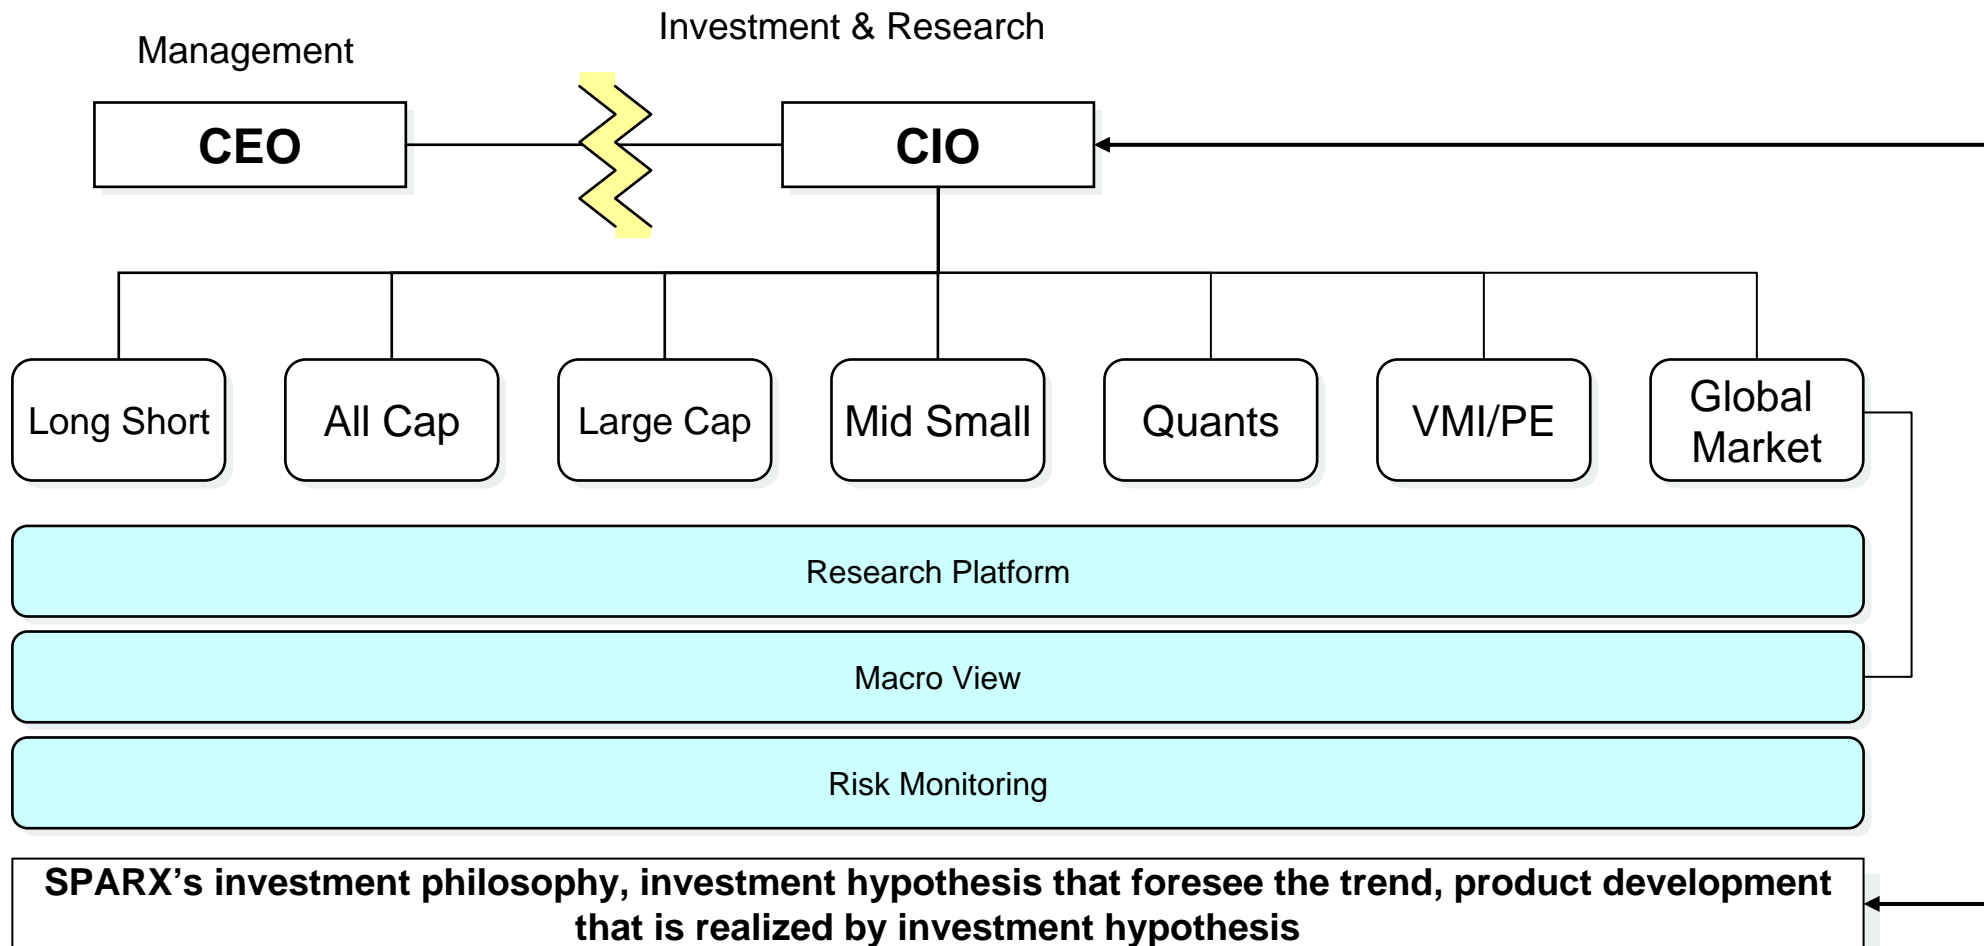 Management
Investment & Research
CEO
CIO
Long Short
All Cap
Large Cap
Mid Small
Quants
VMI/PE
Global
Market
Research Platform
Macro View
Risk Monitoring
SPARX’s investment philosophy, investment hypothesis that foresee the trend, product development
that is realized by investment hypothesis